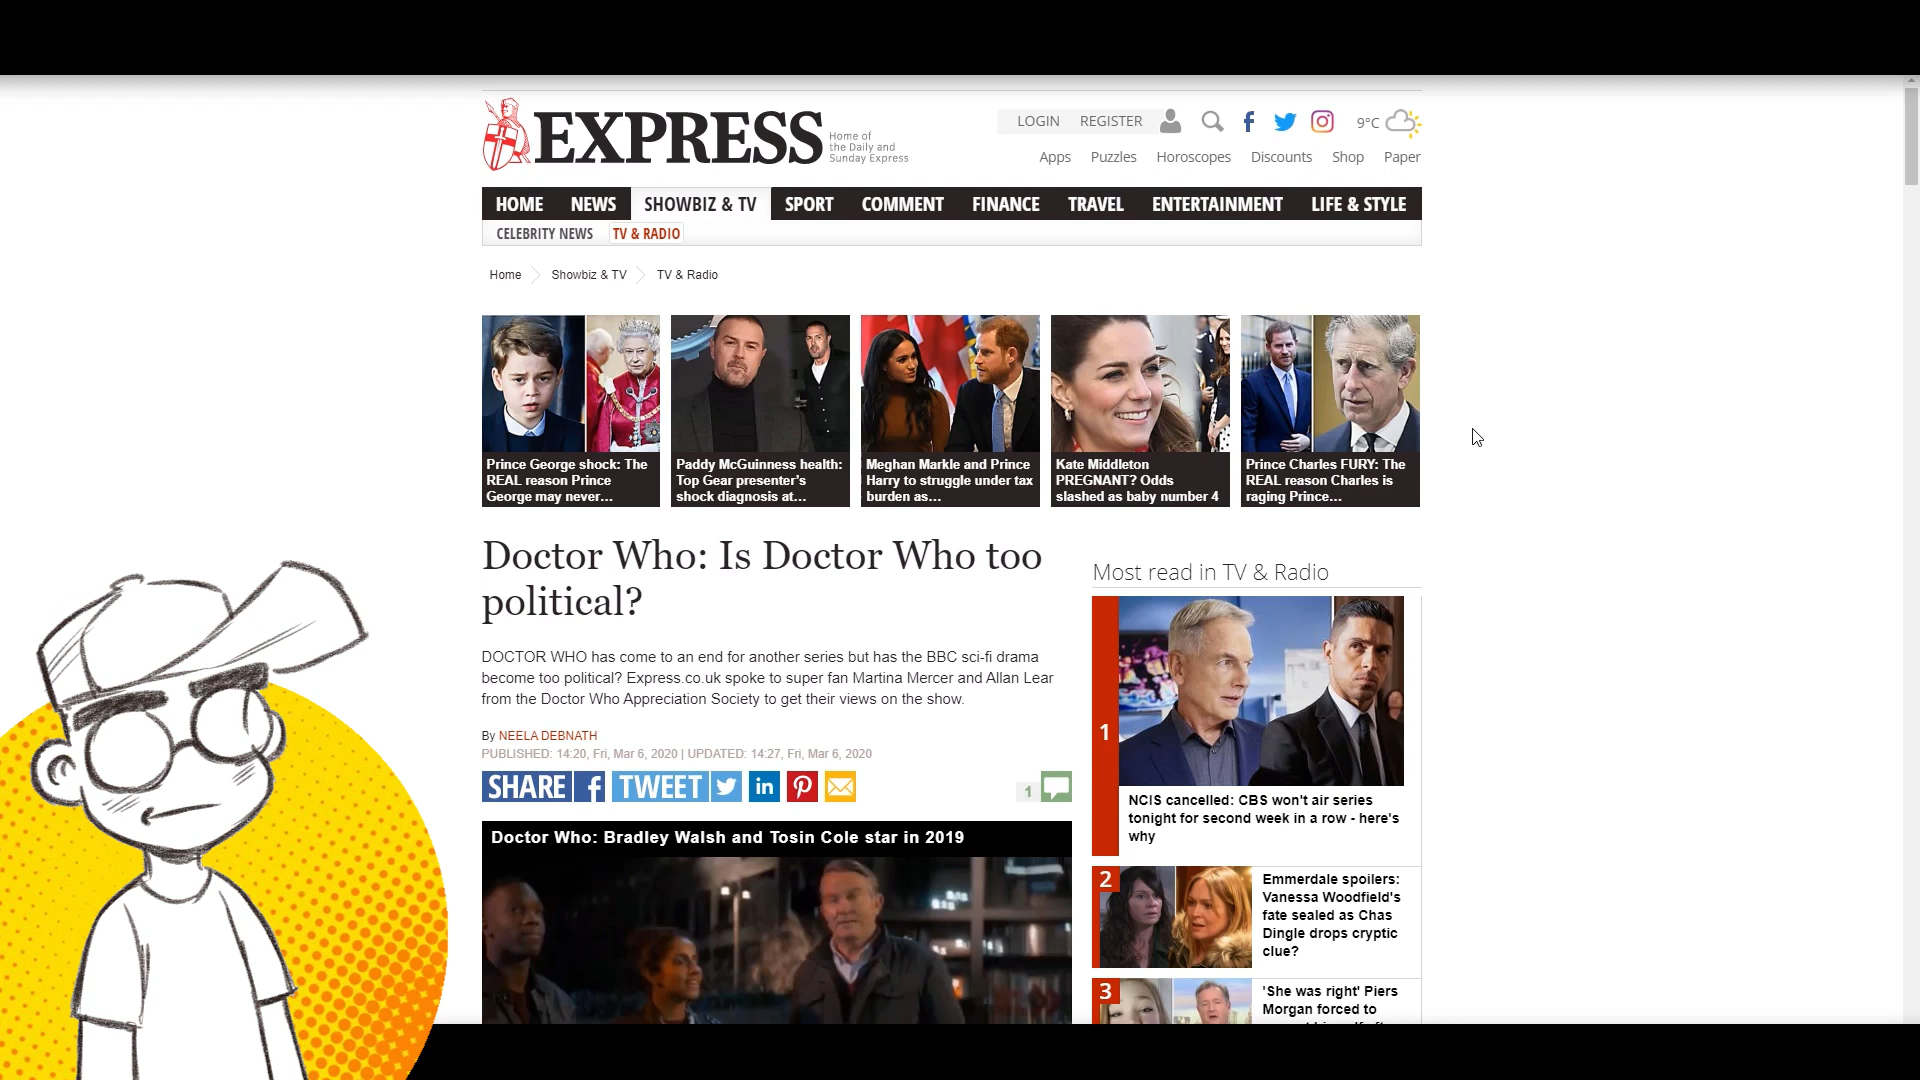 EXPRESS
Home of
the Daily and
Sunday Express
LOGIN REGISTER
9°C
Apps Puzzles Horoscopes Discounts Shop Paper
HOME NEWS SHOWBIZ & TV SPORT COMMENT FINANCE TRAVEL ENTERTAINMENT LIFE & STYLE
CELEBRITY NEWS TV & RADIO
Home Showbiz & TV TV & Radio
Prince George shock: The
REAL reason Prince
George may never...
Paddy McGuinness health:
Top Gear presenter's
shock diagnosis at...
Meghan Markle and Prince
Harry to struggle under tax
burden as...
Kate Middleton
PREGNANT? Odds
slashed as baby number 4
Prince Charles FURY: The
REAL reason Charles is
raging Prince...
Doctor Who: Is Doctor Who too
political?
DOCTOR WHO has come to an end for another series but has the BBC sci-fi drama
become too political? Express.co.uk spoke to super fan Martina Mercer and Allan Lear
from the Doctor Who Appreciation Society to get their views on the show.
By NEELA DEBNATH
PUBLISHED: 14:20, Fri, Mar 6, 2020 | UPDATED: 14:27, Fri, Mar 6, 2020
SHARE TWEET
1
Doctor Who: Bradley Walsh and Tosin Cole star in 2019
Most read in TV & Radio
1
NCIS cancelled: CBS won't air series
tonight for second week in a row - here's
why
2
Emmerdale spoilers:
Vanessa Woodfield's
fate sealed as Chas
Dingle drops cryptic
clue?
3
'She was right' Piers
Morgan forced to